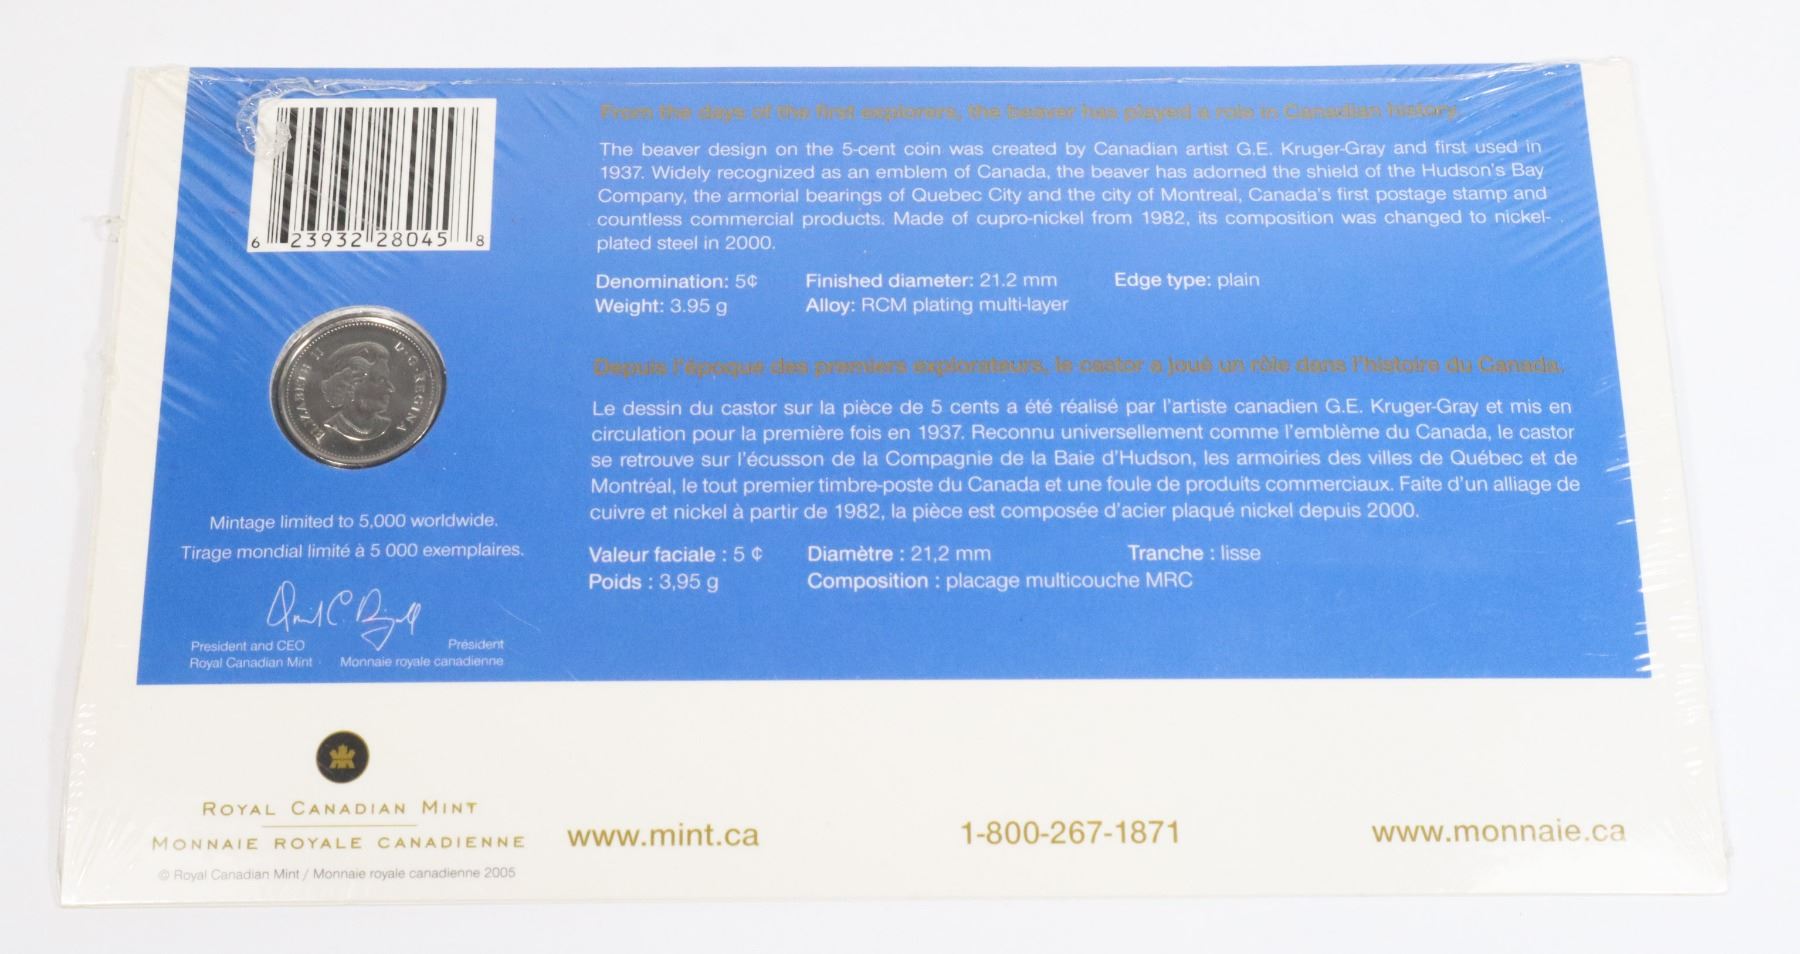 6 23932 28045 8
From the days of the first explorers, the beaver has played a role in Canadian history.
The beaver design on the 5-cent coin was created by Canadian artist G.E. Kruger-Gray and first used in
1937. Widely recognized as an emblem of Canada, the beaver has adorned the shield of the Hudson's Bay
Company, the armorial bearings of Quebec City and the city of Montreal, Canada's first postage stamp and
countless commercial products. Made of cupro-nickel from 1982, its composition was changed to nickel-
plated steel in 2000.
Denomination: 5¢ Finished diameter: 21.2 mm Edge type: plain
Weight: 3.95 g Alloy: RCM plating multi-layer
ELIZABETH II D·G·REGINA
Depuis l'époque des premiers explorateurs, le castor a joué un rôle dans l'histoire du Canada.
Le dessin du castor sur la pièce de 5 cents a été réalisé par l'artiste canadien G.E. Kruger-Gray et mis en
circulation pour la première fois en 1937. Reconnu universellement comme l'emblème du Canada, le castor
se retrouve sur l'écusson de la Compagnie de la Baie d'Hudson, les armoiries des villes de Québec et de
Montréal, le tout premier timbre-poste du Canada et une foule de produits commerciaux. Faite d'un alliage de
cuivre et nickel à partir de 1982, la pièce est composée d'acier plaqué nickel depuis 2000.
Valeur faciale : 5 ¢ Diamètre : 21,2 mm Tranche : lisse
Poids : 3,95 g Composition : placage multicouche MRC
Mintage limited to 5,000 worldwide.
Tirage mondial limité à 5 000 exemplaires.
President and CEO Président
Royal Canadian Mint Monnaie royale canadienne
ROYAL CANADIAN MINT
MONNAIE ROYALE CANADIENNE
© Royal Canadian Mint / Monnaie royale canadienne 2005
www.mint.ca 1-800-267-1871 www.monnaie.ca